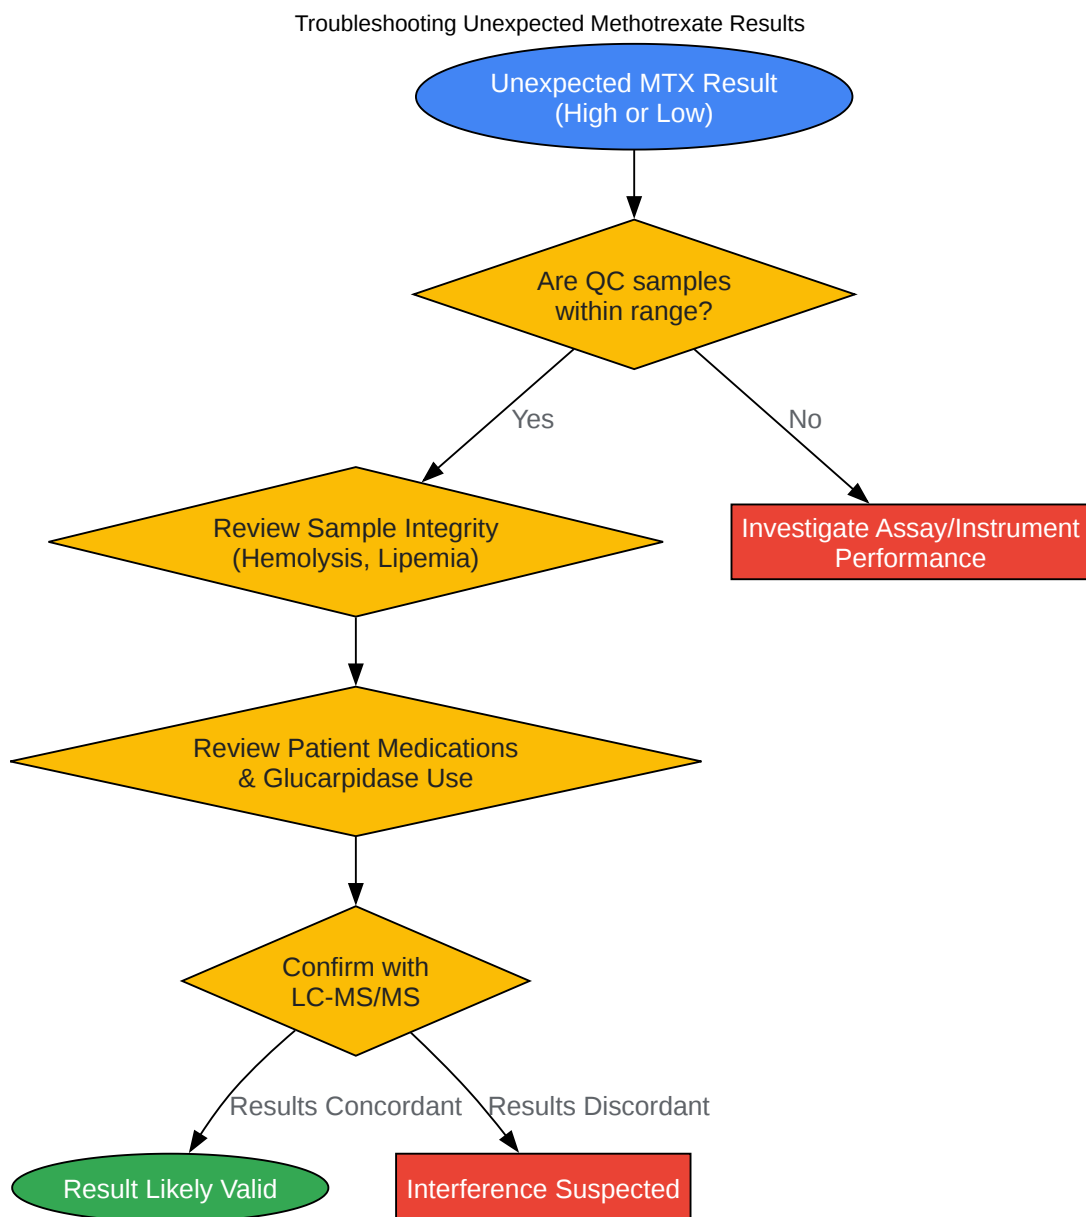 Troubleshooting Unexpected Methotrexate Results
Unexpected MTX Result
(High or Low)
Are QC samples
within range?
Yes
No
Review Sample Integrity
(Hemolysis, Lipemia)
Investigate Assay/Instrument
Performance
Review Patient Medications
& Glucarpidase Use
Confirm with
LC-MS/MS
Results Concordant
Results Discordant
Result Likely Valid
Interference Suspected